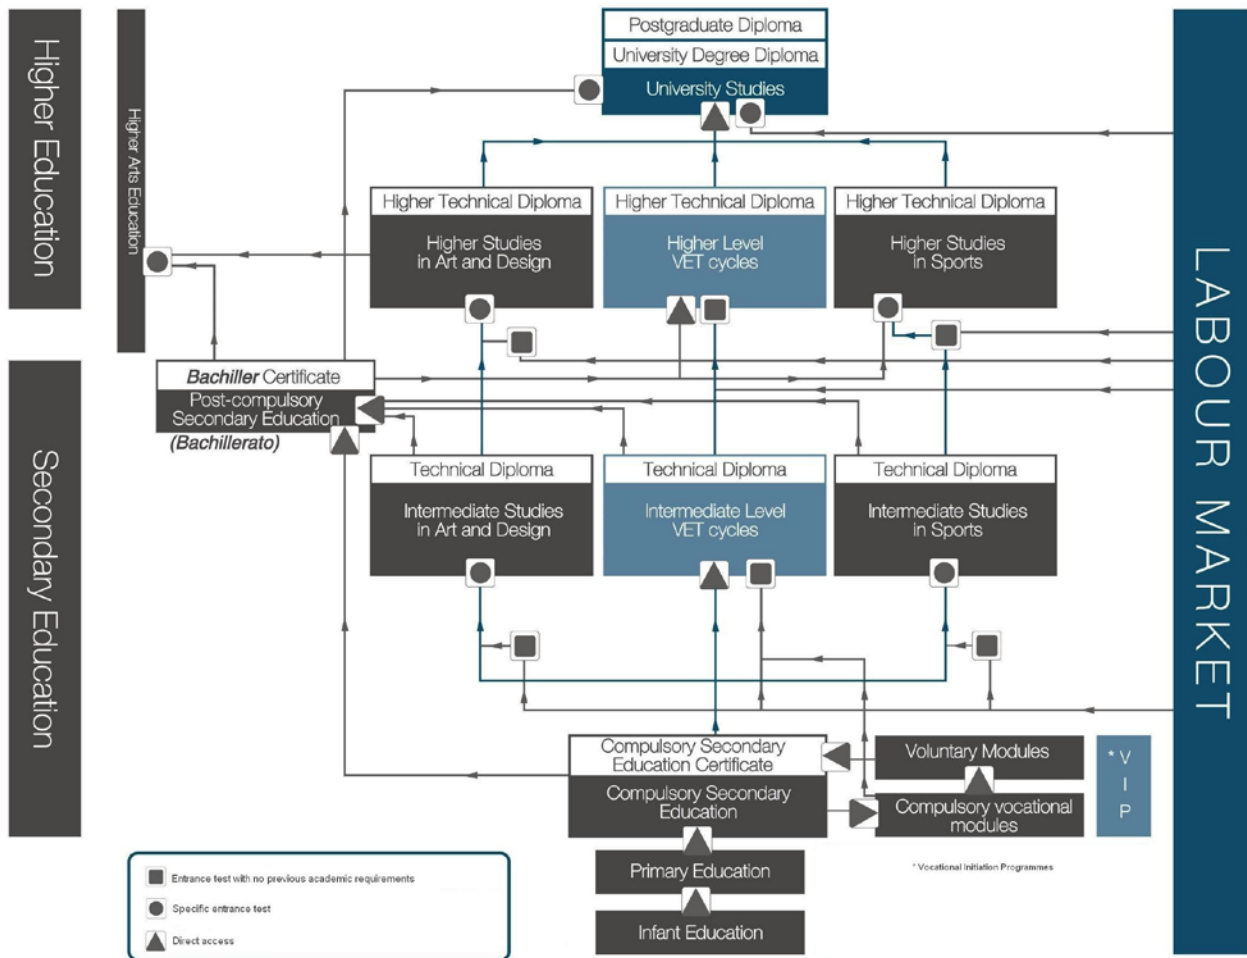 Higher Education
Higher Arts Education
Postgraduate Diploma
University Degree Diploma
University Studies
Higher Technical Diploma
Higher Studies
in Art and Design
Higher Technical Diploma
Higher Level
VET cycles
Higher Technical Diploma
Higher Studies
in Sports
LABOUR MARKET
Secondary Education
Bachiller Certificate
Post-compulsory
Secondary Education
(Bachillerato)
Technical Diploma
Intermediate Studies
in Art and Design
Technical Diploma
Intermediate Level
VET cycles
Technical Diploma
Intermediate Studies
in Sports
Compulsory Secondary
Education Certificate
Compulsory Secondary
Education
Voluntary Modules
Compulsory vocational
modules
* V
I
P
Primary Education
Infant Education
* Vocational Initiation Programmes
Entrance test with no previous academic requirements
Specific entrance test
Direct access